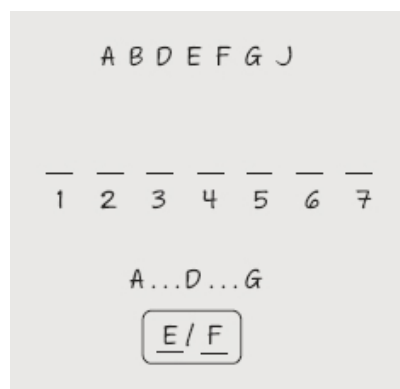 A B D E F G J
_ _ _ _ _ _ _
1 2 3 4 5 6 7
A...D...G
E / F